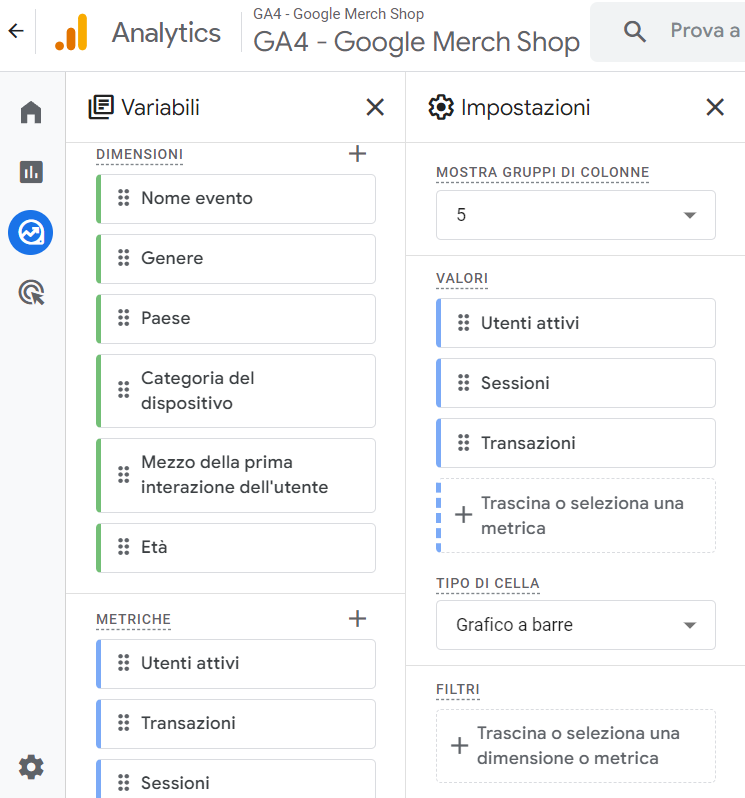 Analytics
GA4 - Google Merch Shop
GA4 - Google Merch Shop
Prova a
Variabili
DIMENSIONI
Nome evento
Genere
Paese
Categoria del
dispositivo
Mezzo della prima
interazione dell'utente
Età
METRICHE
Utenti attivi
Transazioni
Sessioni
Impostazioni
MOSTRA GRUPPI DI COLONNE
5
VALORI
Utenti attivi
Sessioni
Transazioni
Trascina o seleziona una
metrica
TIPO DI CELLA
Grafico a barre
FILTRI
Trascina o seleziona una
dimensione o metrica